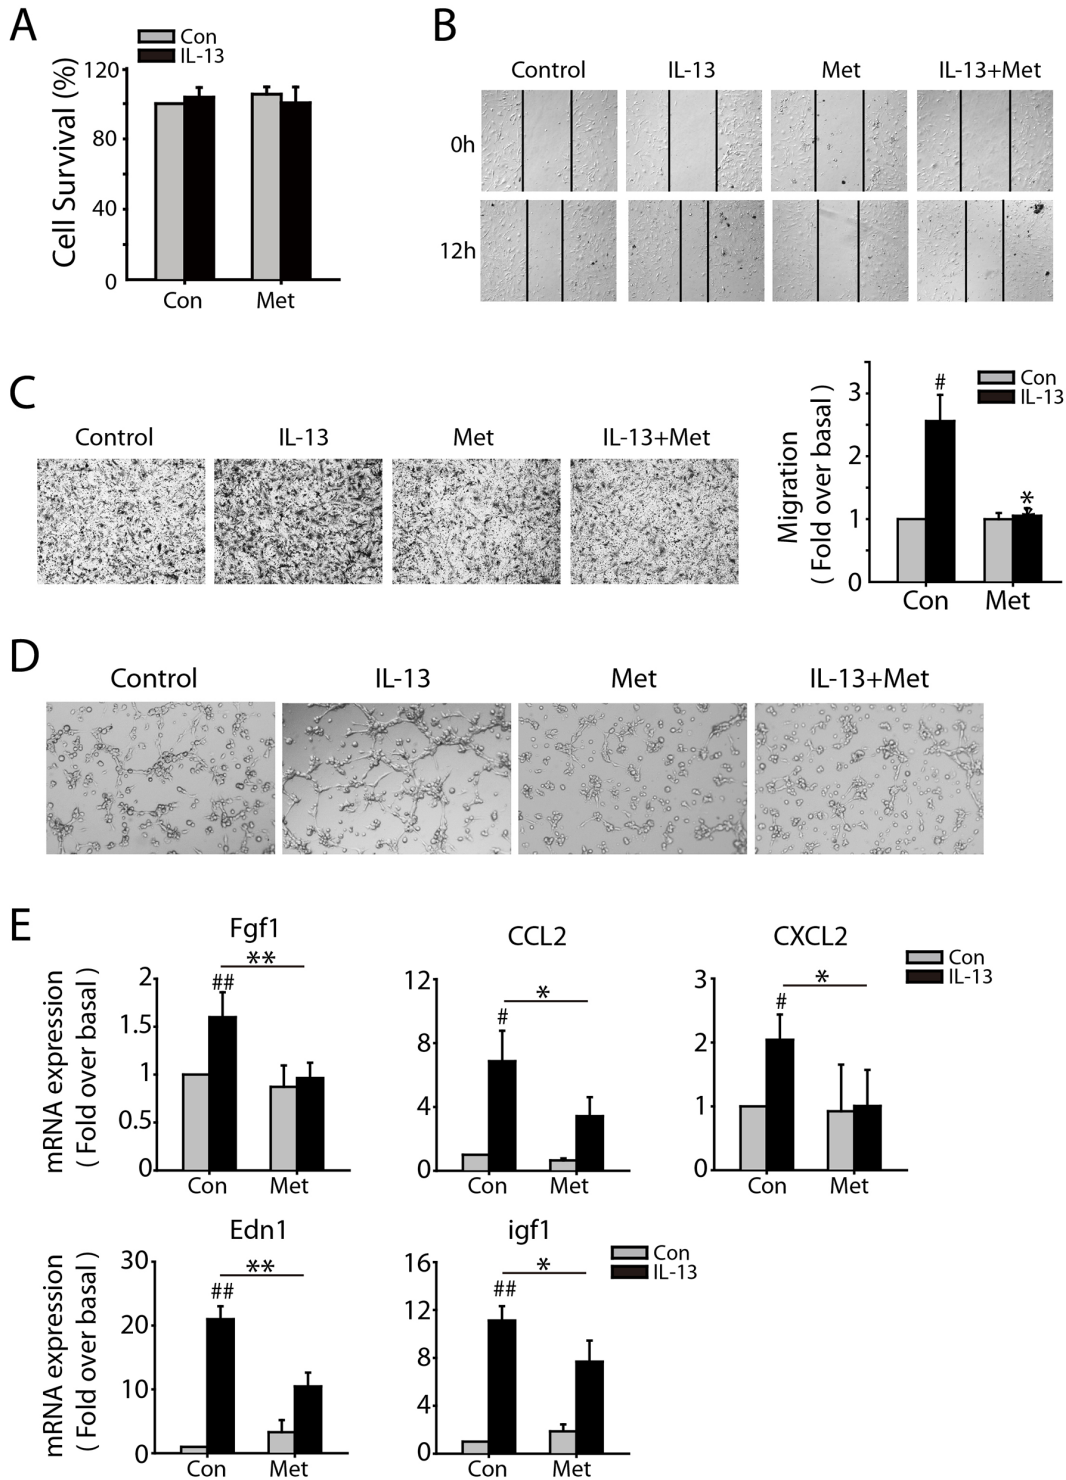 A
Con
IL-13
Cell Survival (%)
120
80
40
0
Con Met
B
Control IL-13 Met IL-13+Met
0h
12h
C
Control IL-13 Met IL-13+Met
Migration
( Fold over basal )
3
2
1
0
#
*
Con
IL-13
Con Met
D
Control IL-13 Met IL-13+Met
E
Fgf1
mRNA expression
( Fold over basal )
2
1.5
1
0.5
0
##
**
Con Met
CCL2
12
8
4
0
#
*
Con Met
CXCL2
3
2
1
0
#
*
Con Met
Con
IL-13
Edn1
mRNA expression
( Fold over basal )
30
20
10
0
##
**
Con Met
igf1
16
12
8
4
0
##
*
Con Met
Con
IL-13